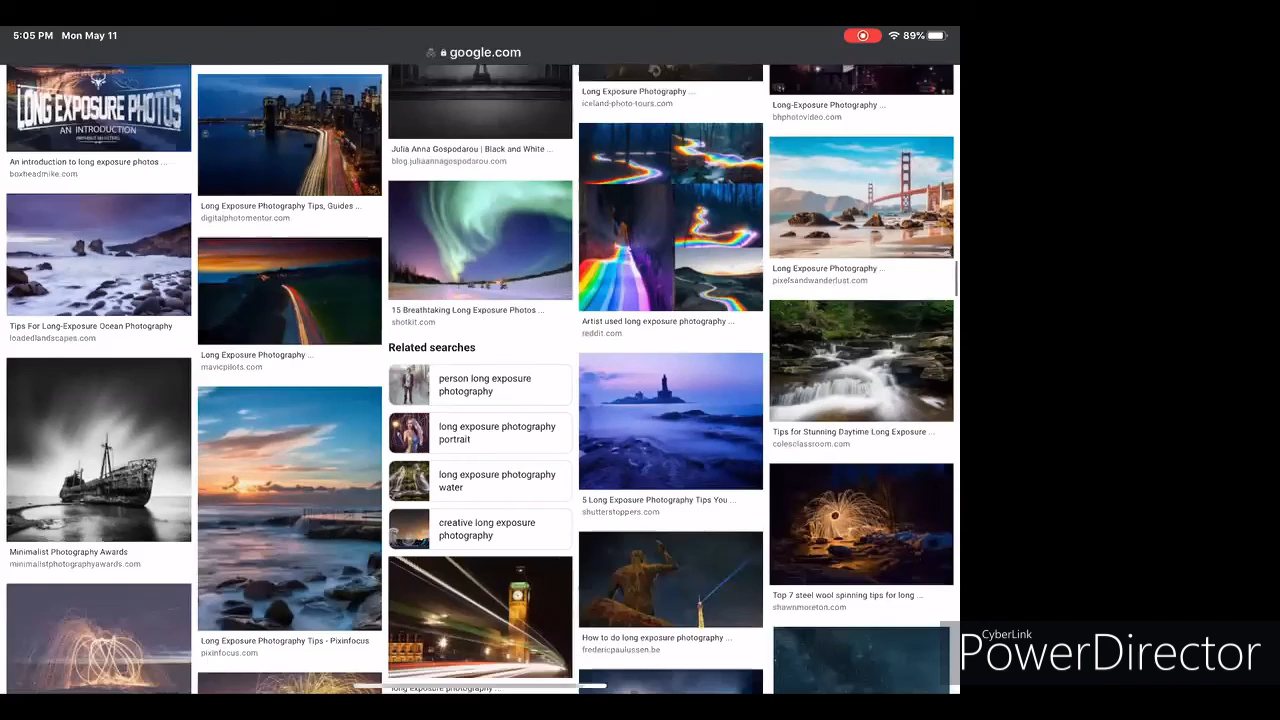 5:05 PM Mon May 11
google.com
89%
LONG EXPOSURE PHOTOS
AN INTRODUCTION
An introduction to long exposure photos ...
boxheadmike.com
Tips For Long-Exposure Ocean Photography
loadedlandscapes.com
Minimalist Photography Awards
minimalistphotographyawards.com
Long Exposure Photography Tips, Guides ...
digitalphotomentor.com
Long Exposure Photography ...
mavicpilots.com
Long Exposure Photography Tips - Pixinfocus
pixinfocus.com
Julia Anna Gospodarou | Black and White ...
blog.juliaannagospodarou.com
15 Breathtaking Long Exposure Photos ...
shotkit.com
Related searches
person long exposure
photography
long exposure photography
portrait
long exposure photography
water
creative long exposure
photography
long exposure photography ...
Long Exposure Photography ...
iceland-photo-tours.com
Artist used long exposure photography ...
reddit.com
5 Long Exposure Photography Tips You ...
shutterstoppers.com
How to do long exposure photography ...
fredericpaulussen.be
Long-Exposure Photography ...
bhphotovideo.com
Long Exposure Photography ...
pixelsandwanderlust.com
Tips for Stunning Daytime Long Exposure ...
colesclassroom.com
Top 7 steel wool spinning tips for long ...
shawnmoreton.com
CyberLink
PowerDirector